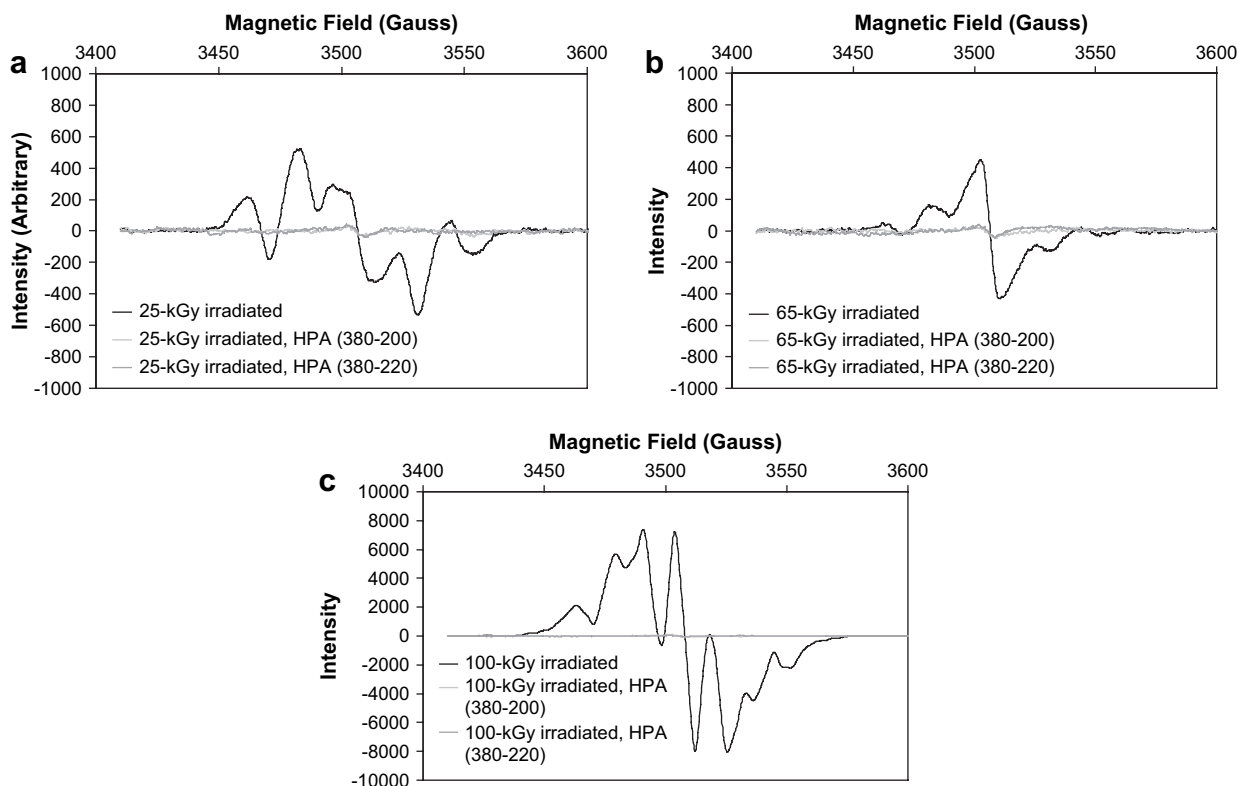 Magnetic Field (Gauss)
3400 3450 3500 3550 3600
a
1000
800
600
400
200
0
-200
-400
-600
-800
-1000
Intensity (Arbitrary)
25-kGy irradiated
25-kGy irradiated, HPA (380-200)
25-kGy irradiated, HPA (380-220)
Magnetic Field (Gauss)
3400 3450 3500 3550 3600
b
1000
800
600
400
200
0
-200
-400
-600
-800
-1000
Intensity
65-kGy irradiated
65-kGy irradiated, HPA (380-200)
65-kGy irradiated, HPA (380-220)
Magnetic Field (Gauss)
3400 3450 3500 3550 3600
c
10000
8000
6000
4000
2000
0
-2000
-4000
-6000
-8000
-10000
Intensity
100-kGy irradiated
100-kGy irradiated, HPA
(380-200)
100-kGy irradiated, HPA
(380-220)